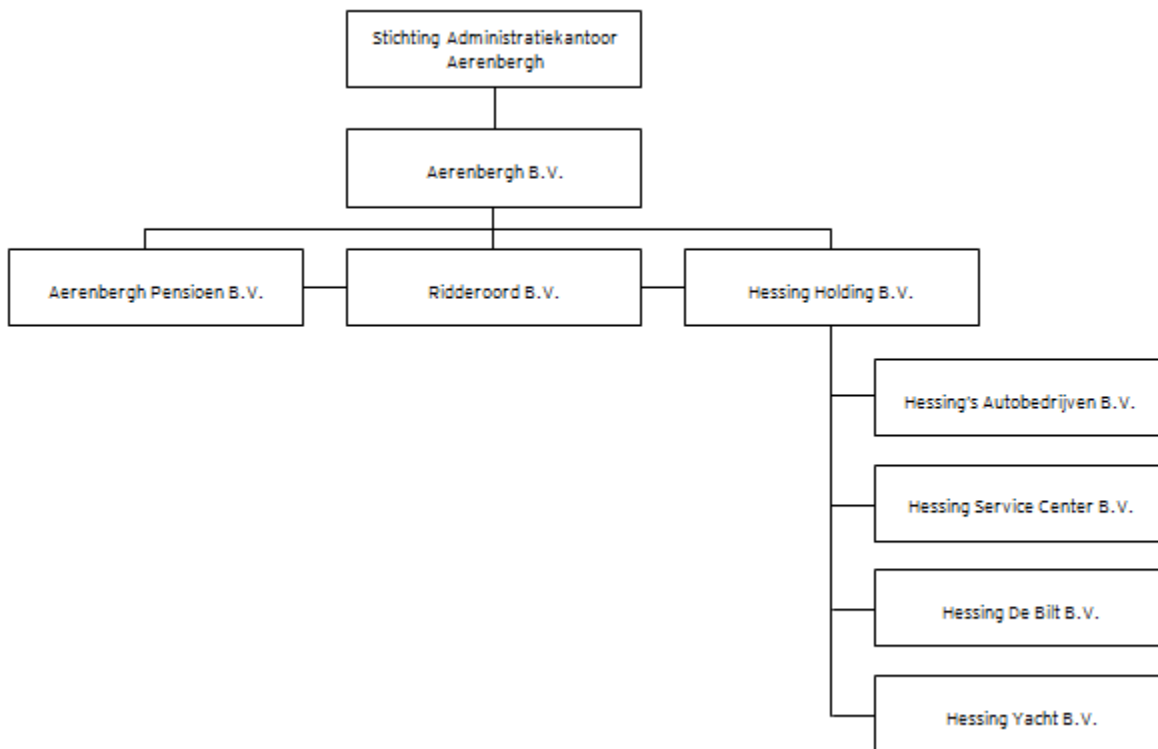 Stichting Administratiekantoor
Aerenbergh
Aerenbergh B.V.
Aerenbergh Pensioen B.V.
Ridderoord B.V.
Hessing Holding B.V.
Hessing's Autobedrijven B.V.
Hessing Service Center B.V.
Hessing De Bilt B.V.
Hessing Yacht B.V.